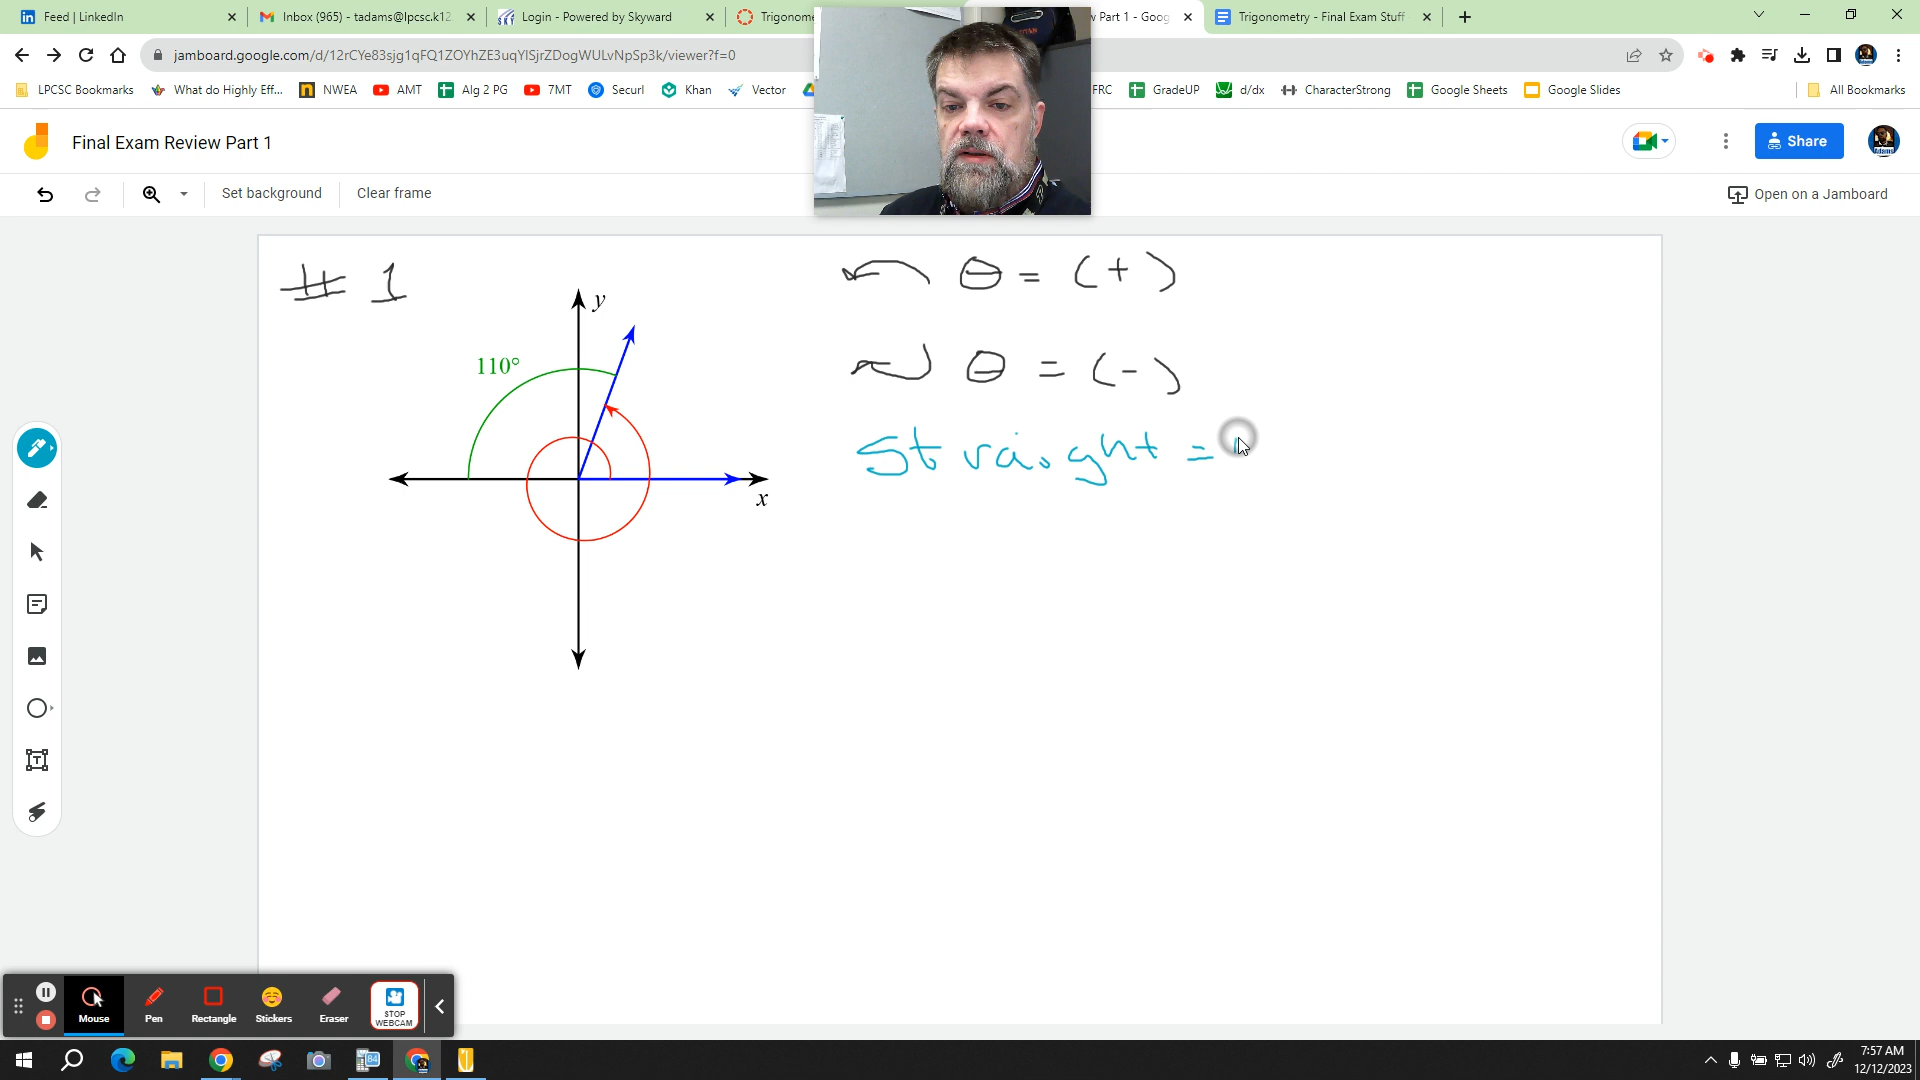 Feed | LinkedIn
Inbox (965) - tadams@lpcsc.k12
Login - Powered by Skyward
Trigonome
Part 1 - Goog
Trigonometry - Final Exam Stuff
jamboard.google.com/d/12rCYe83sjg1qFQ1ZOYhZE3uqYlSjrZDogWULvNpSp3k/viewer?f=0
LPCSC Bookmarks
What do Highly Eff...
NWEA
AMT
Alg 2 PG
7MT
Securl
Khan
Vector
FRC
GradeUP
d/dx
CharacterStrong
Google Sheets
Google Slides
All Bookmarks
Final Exam Review Part 1
Share
Adams
Set background
Clear frame
Open on a Jamboard
# 1
θ = (+)
y
110°
θ = (-)
Straight =
x
Mouse
Pen
Rectangle
Stickers
Eraser
STOP
WEBCAM
84
7:57 AM
12/12/2023